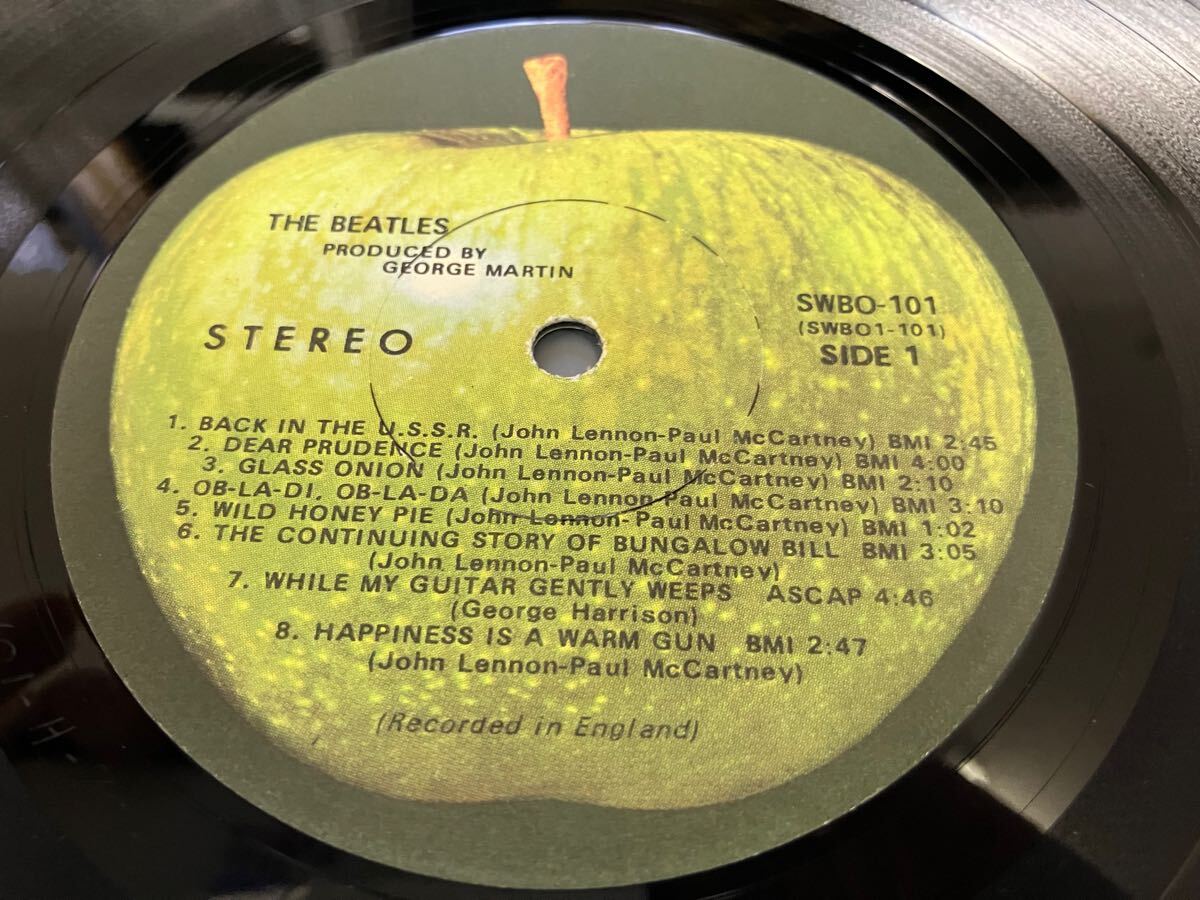 THE BEATLES
PRODUCED BY
GEORGE MARTIN
STEREO
SWBO-101
(SWBO1-101)
SIDE 1
1. BACK IN THE U.S.S.R. (John Lennon-Paul McCartney) BMI 2:45
2. DEAR PRUDENCE (John Lennon-Paul McCartney) BMI 4:00
3. GLASS ONION (John Lennon-Paul McCartney) BMI 2:10
4. OB-LA-DI, OB-LA-DA (John Lennon-Paul McCartney) BMI 3:10
5. WILD HONEY PIE (John Lennon-Paul McCartney) BMI 1:02
6. THE CONTINUING STORY OF BUNGALOW BILL BMI 3:05
(John Lennon-Paul McCartney)
7. WHILE MY GUITAR GENTLY WEEPS ASCAP 4:46
(George Harrison)
8. HAPPINESS IS A WARM GUN BMI 2:47
(John Lennon-Paul McCartney)
(Recorded in England)